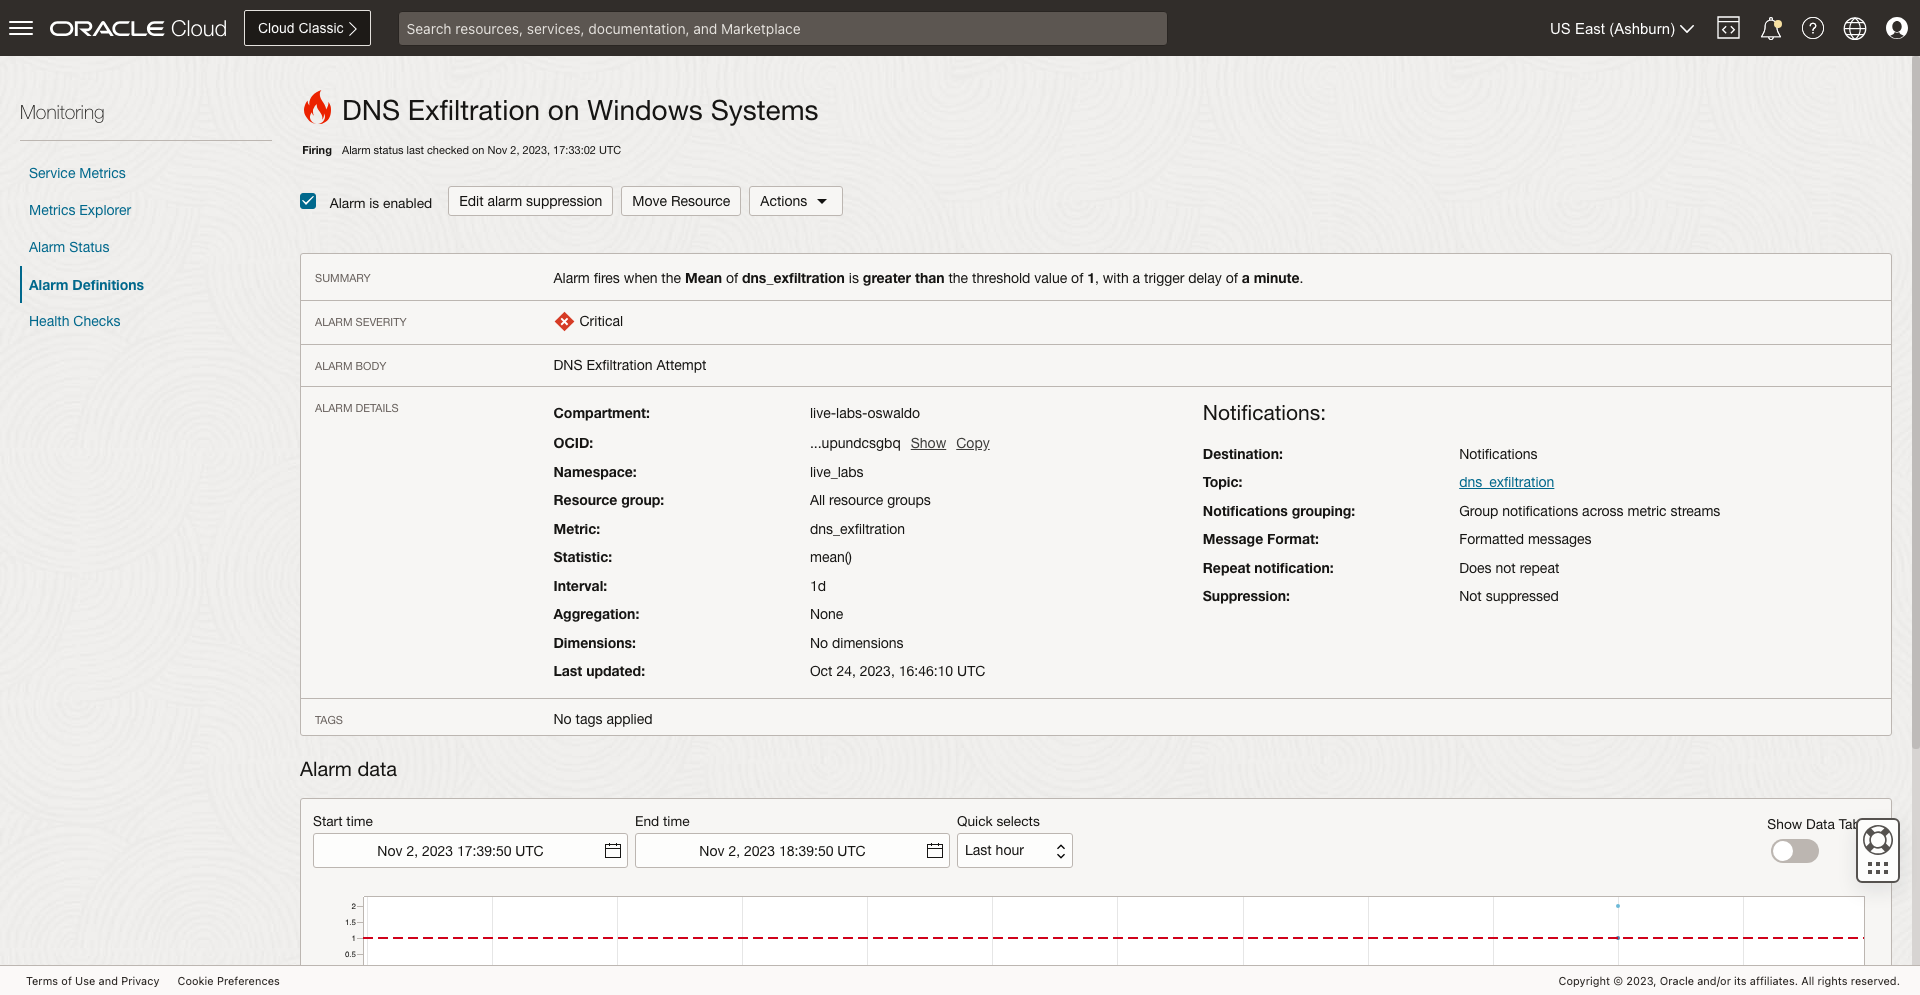 ORACLE Cloud
Cloud Classic
Search resources, services, documentation, and Marketplace
US East (Ashburn)
Monitoring
Service Metrics
Metrics Explorer
Alarm Status
Alarm Definitions
Health Checks
DNS Exfiltration on Windows Systems
Firing Alarm status last checked on Nov 2, 2023, 17:33:02 UTC
Alarm is enabled
Edit alarm suppression
Move Resource
Actions
SUMMARY
Alarm fires when the Mean of dns_exfiltration is greater than the threshold value of 1, with a trigger delay of a minute.
ALARM SEVERITY
Critical
ALARM BODY
DNS Exfiltration Attempt
ALARM DETAILS
Compartment: live-labs-oswaldo
OCID: ...upundcsgbq Show Copy
Namespace: live_labs
Resource group: All resource groups
Metric: dns_exfiltration
Statistic: mean()
Interval: 1d
Aggregation: None
Dimensions: No dimensions
Last updated: Oct 24, 2023, 16:46:10 UTC
Notifications:
Destination: Notifications
Topic: dns_exfiltration
Notifications grouping: Group notifications across metric streams
Message Format: Formatted messages
Repeat notification: Does not repeat
Suppression: Not suppressed
TAGS
No tags applied
Alarm data
Start time
Nov 2, 2023 17:39:50 UTC
End time
Nov 2, 2023 18:39:50 UTC
Quick selects
Last hour
Show Data Tab
2
1.5
1
0.5
Terms of Use and Privacy
Cookie Preferences
Copyright © 2023, Oracle and/or its affiliates. All rights reserved.